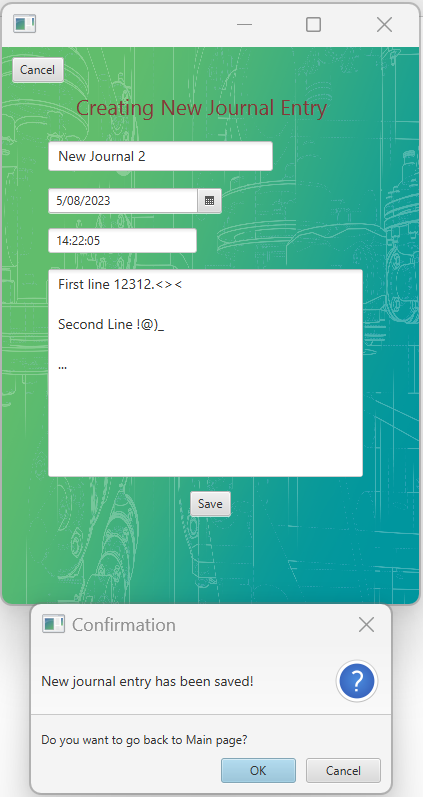 Cancel
Creating New Journal Entry
New Journal 2
5/08/2023
14:22:05
First line 12312.<><
Second Line !@)_
...
Save
Confirmation
New journal entry has been saved!
?
Do you want to go back to Main page?
OK
Cancel